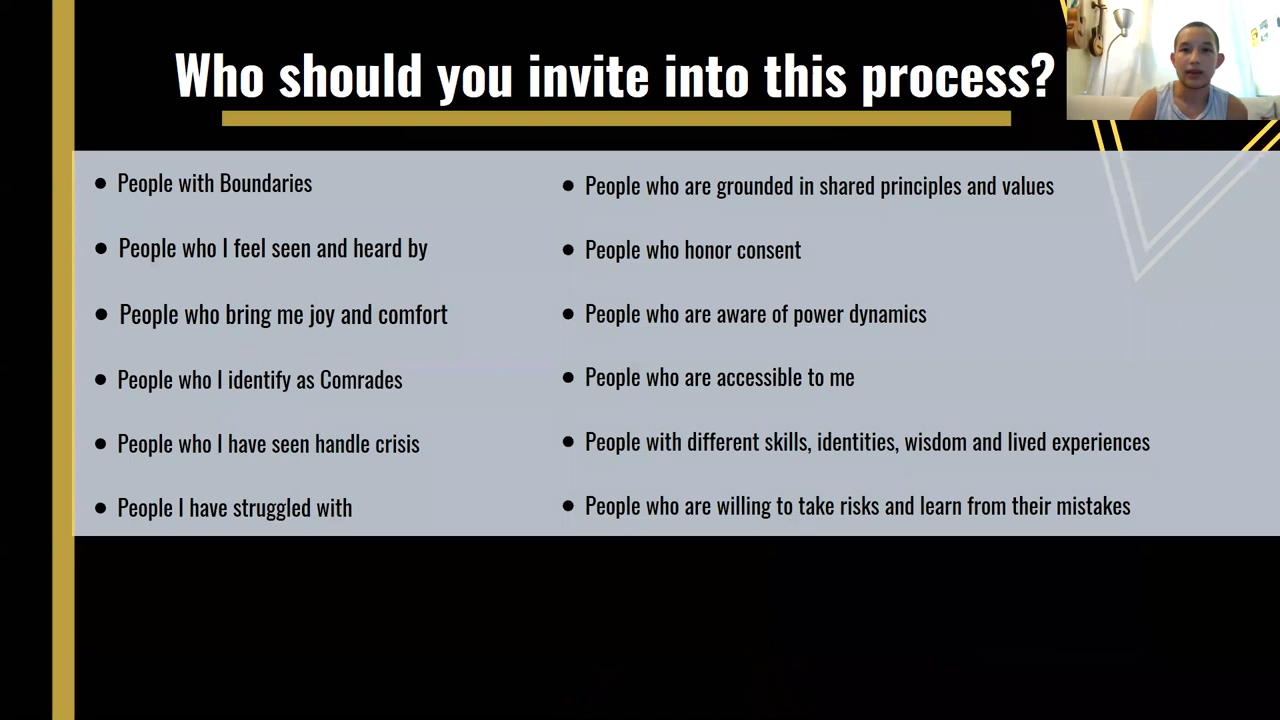 Who should you invite into this process?
People with Boundaries
People who I feel seen and heard by
People who bring me joy and comfort
People who I identify as Comrades
People who I have seen handle crisis
People I have struggled with
People who are grounded in shared principles and values
People who honor consent
People who are aware of power dynamics
People who are accessible to me
People with different skills, identities, wisdom and lived experiences
People who are willing to take risks and learn from their mistakes